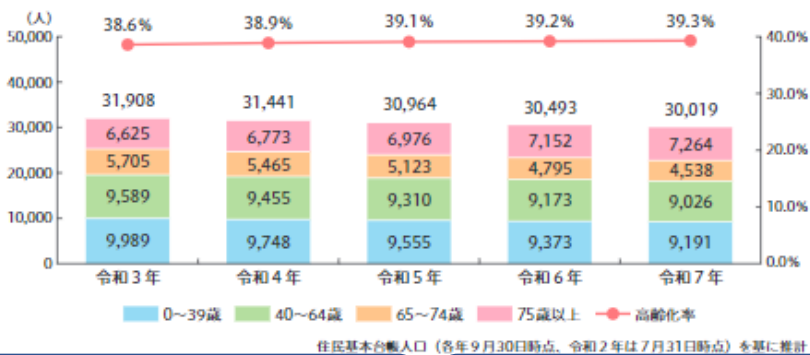 （人）
38.6% 38.9% 39.1% 39.2% 39.3%
50,000 40.0%
40,000
30.0%
31,908 31,441 30,964 30,493 30,019
30,000
6,625 6,773 6,976 7,152 7,264
20.0%
5,705 5,465 5,123 4,795 4,538
20,000
9,589 9,455 9,310 9,173 9,026
10,000 10.0%
9,989 9,748 9,555 9,373 9,191
0 0.0%
令和3年 令和4年 令和5年 令和6年 令和7年
0～39歳 40～64歳 65～74歳 75歳以上 高齢化率
住民基本台帳人口（各年9月30日時点、令和2年は7月31日時点）を基に推計